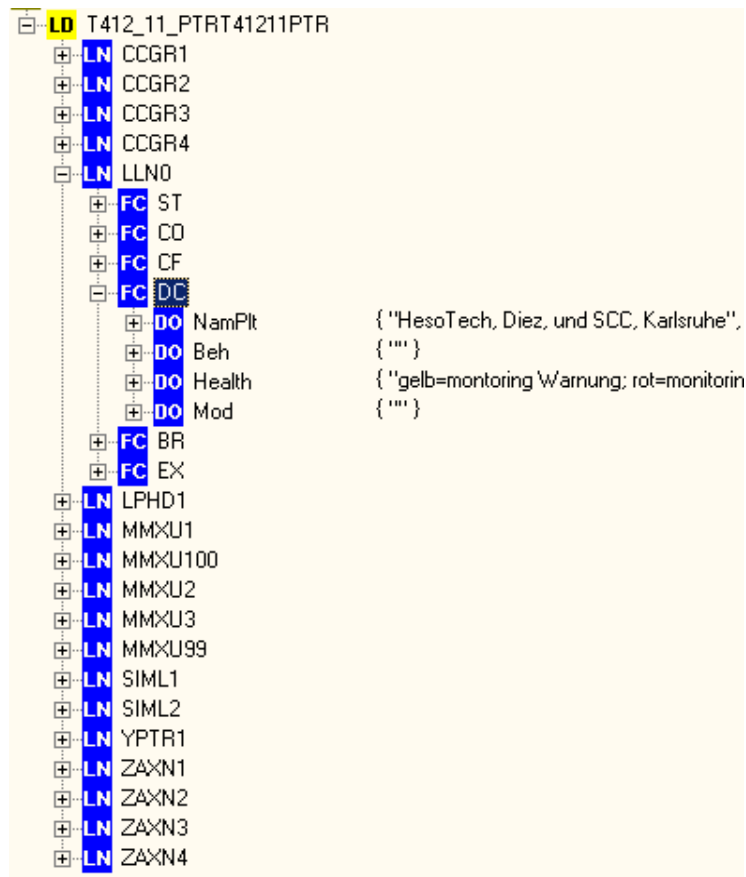 LD T412_11_PTRT41211PTR
LN CCGR1
LN CCGR2
LN CCGR3
LN CCGR4
LN LLN0
FC ST
FC CO
FC CF
FC DC
DO NamPlt { "HesoTech, Diez, und SCC, Karlsruhe",
DO Beh { "" }
DO Health { "gelb=montoring Warnung; rot=monitorin
DO Mod { "" }
FC BR
FC EX
LN LPHD1
LN MMXU1
LN MMXU100
LN MMXU2
LN MMXU3
LN MMXU99
LN SIML1
LN SIML2
LN YPTR1
LN ZAXN1
LN ZAXN2
LN ZAXN3
LN ZAXN4